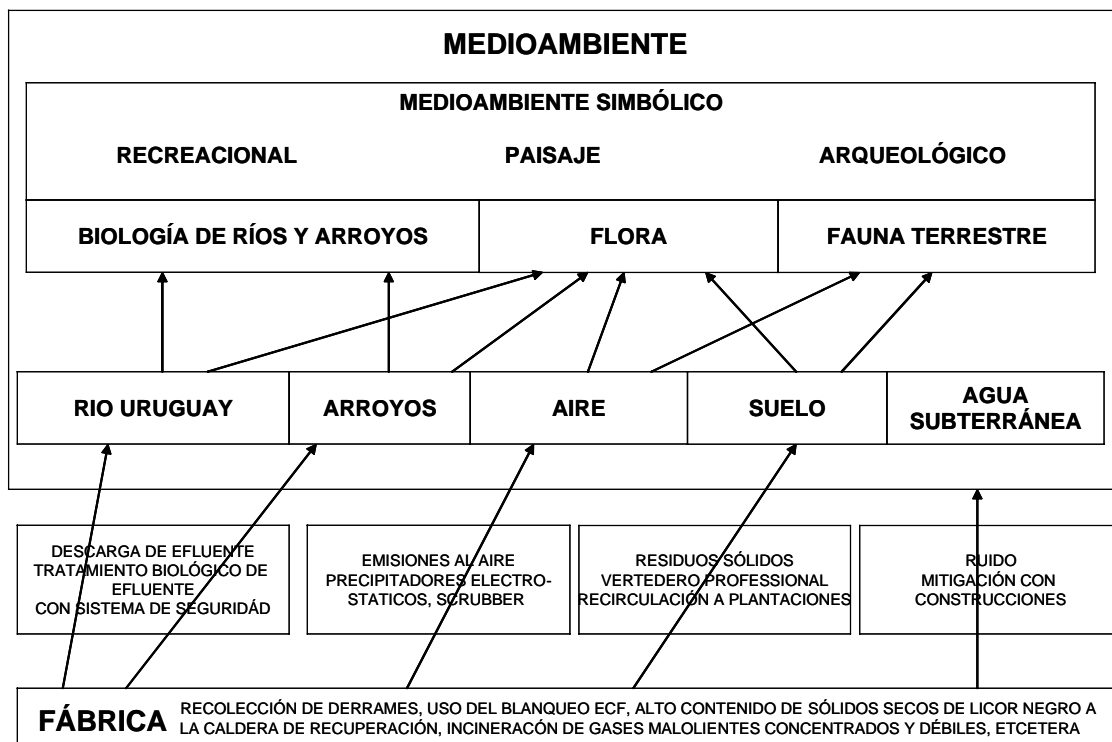 MEDIOAMBIENTE
MEDIOAMBIENTE SIMBÓLICO
RECREACIONAL PAISAJE ARQUEOLÓGICO
BIOLOGÍA DE RÍOS Y ARROYOS FLORA FAUNA TERRESTRE
RIO URUGUAY ARROYOS AIRE SUELO
AGUA
SUBTERRÁNEA
DESCARGA DE EFLUENTE
TRATAMIENTO BIOLÓGICO DE
EFLUENTE
CON SISTEMA DE SEGURIDÁD
EMISIONES AL AIRE
PRECIPITADORES ELECTRO-
STATICOS, SCRUBBER
RESIDUOS SÓLIDOS
VERTEDERO PROFESSIONAL
RECIRCULACIÓN A PLANTACIONES
RUIDO
MITIGACIÓN CON
CONSTRUCCIONES
FÁBRICA
RECOLECCIÓN DE DERRAMES, USO DEL BLANQUEO ECF, ALTO CONTENIDO DE SÓLIDOS SECOS DE LICOR NEGRO A
LA CALDERA DE RECUPERACIÓN, INCINERACÓN DE GASES MALOLIENTES CONCENTRADOS Y DÉBILES, ETCETERA